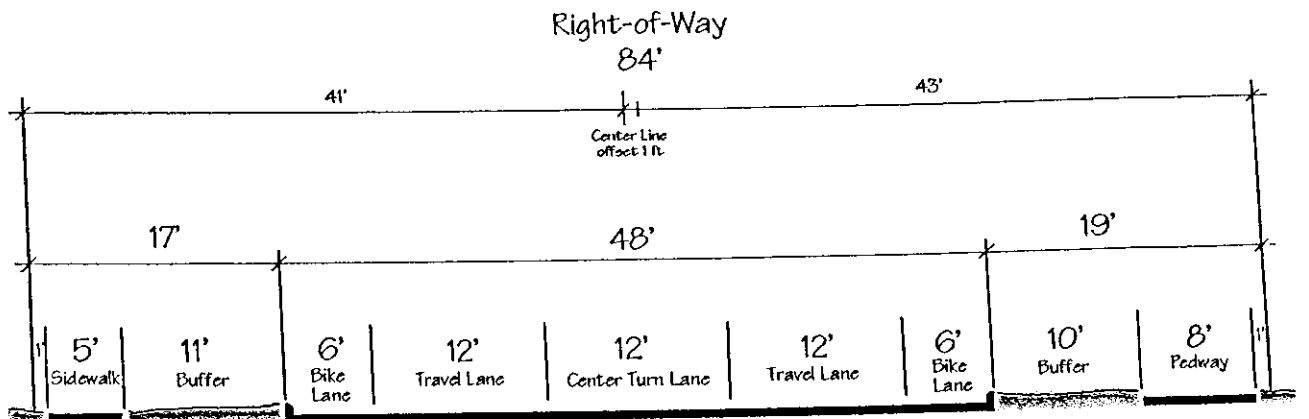 Right-of-Way
84'
41'
43'
Center Line
offset 1 ft.
17'
48'
19'
1'
5'
Sidewalk
11'
Buffer
6'
Bike
Lane
12'
Travel Lane
12'
Center Turn Lane
12'
Travel Lane
6'
Bike
Lane
10'
Buffer
8'
Pedway
1'